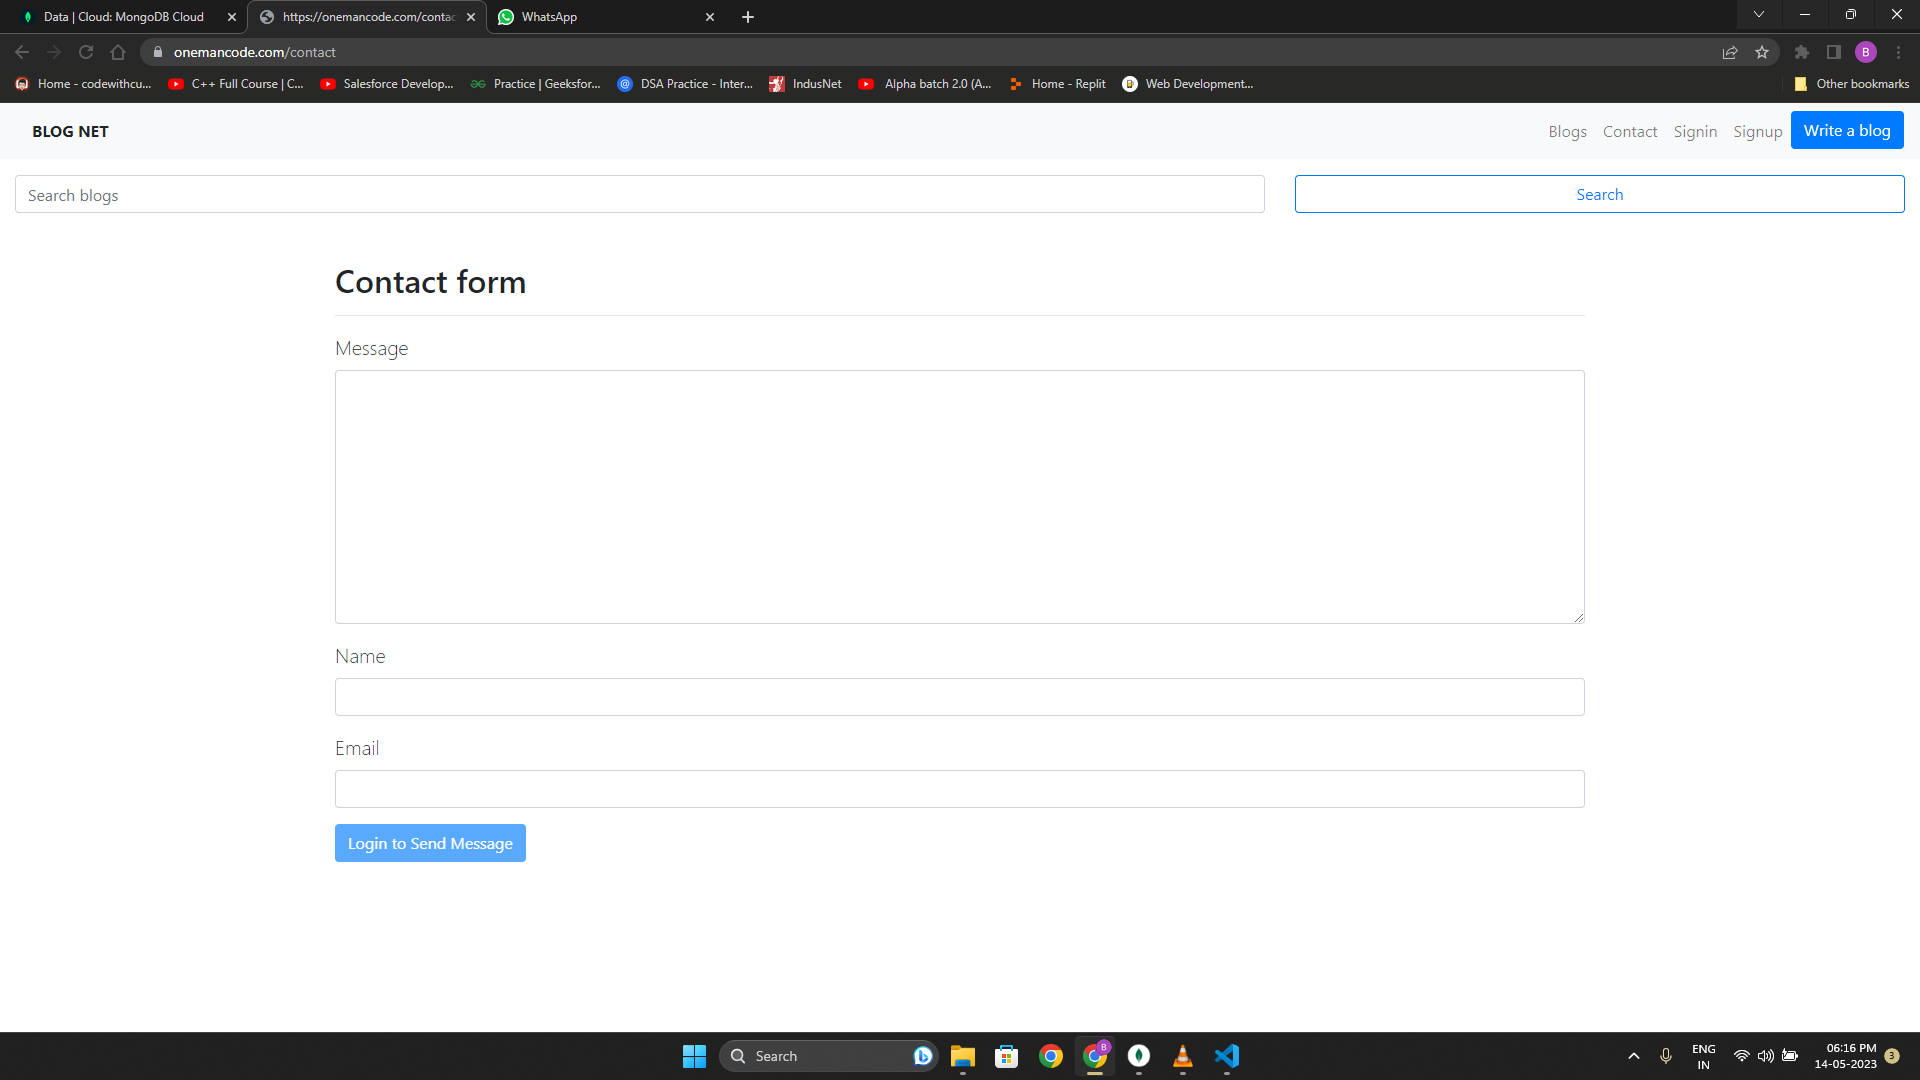 Data | Cloud: MongoDB Cloud
https://onemancode.com/contac
WhatsApp
onemancode.com/contact
B
Home - codewithcu...
C++ Full Course | C...
Salesforce Develop...
Practice | Geeksfor...
DSA Practice - Inter...
IndusNet
Alpha batch 2.0 (A...
Home - Replit
Web Development...
Other bookmarks
BLOG NET
Blogs
Contact
Signin
Signup
Write a blog
Search blogs
Search
Contact form
Message
Name
Email
Login to Send Message
Search
B
ENG
IN
06:16 PM
14-05-2023
3